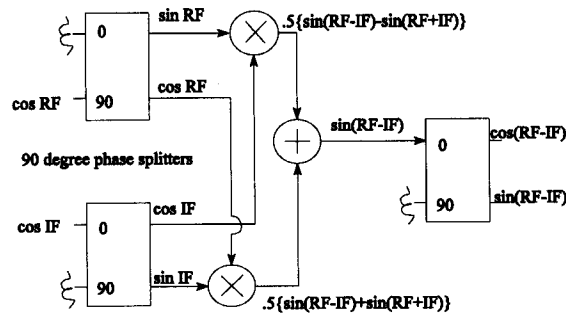 sin RF
.5{sin(RF-IF)-sin(RF+IF)}
0
cos RF
cos RF
90
sin(RF-IF)
cos(RF-IF)
0
90 degree phase splitters
sin(RF-IF)
90
cos IF
cos IF
0
sin IF
90
.5{sin(RF-IF)+sin(RF+IF)}